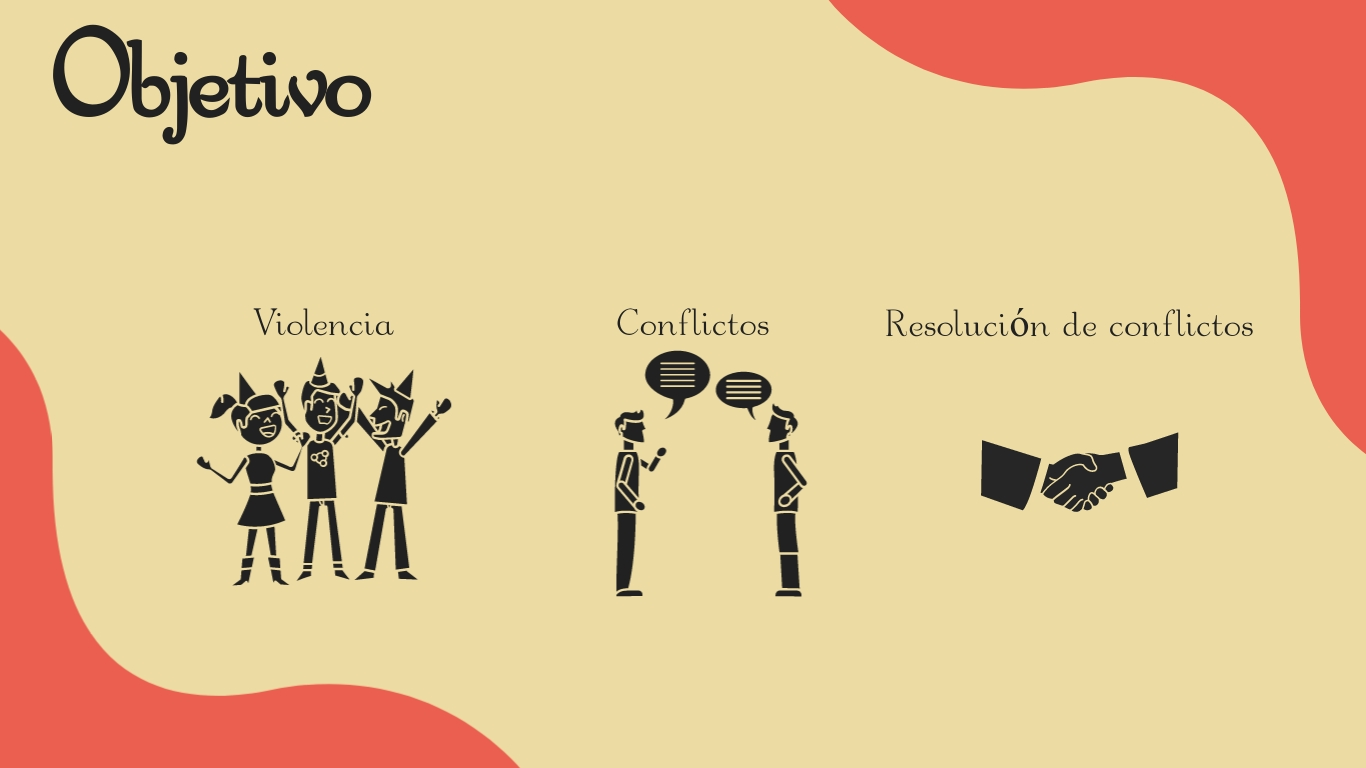 Objetivo
Violencia
Conflictos
Resolución de conflictos